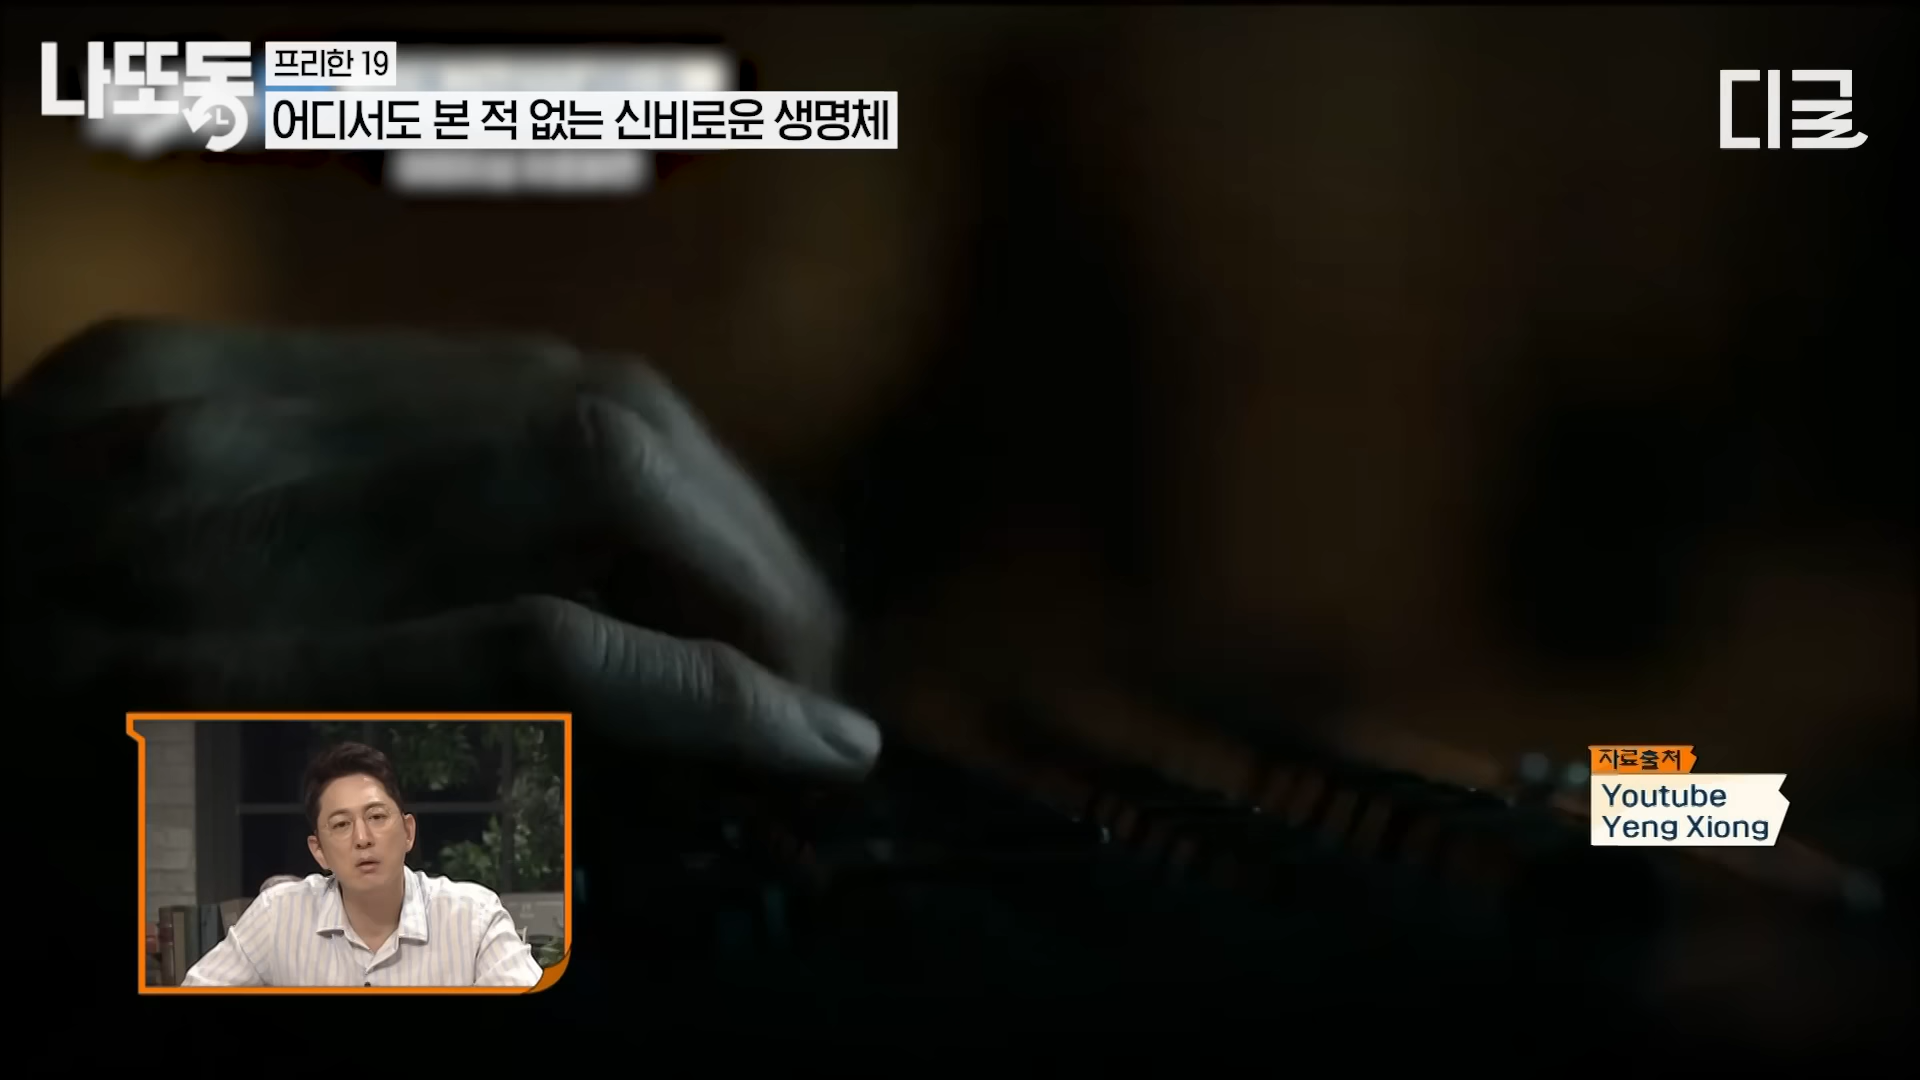 나또동
프리한 19
어디서도 본 적 없는 신비로운 생명체
디글
자료출처
Youtube
Yeng Xiong